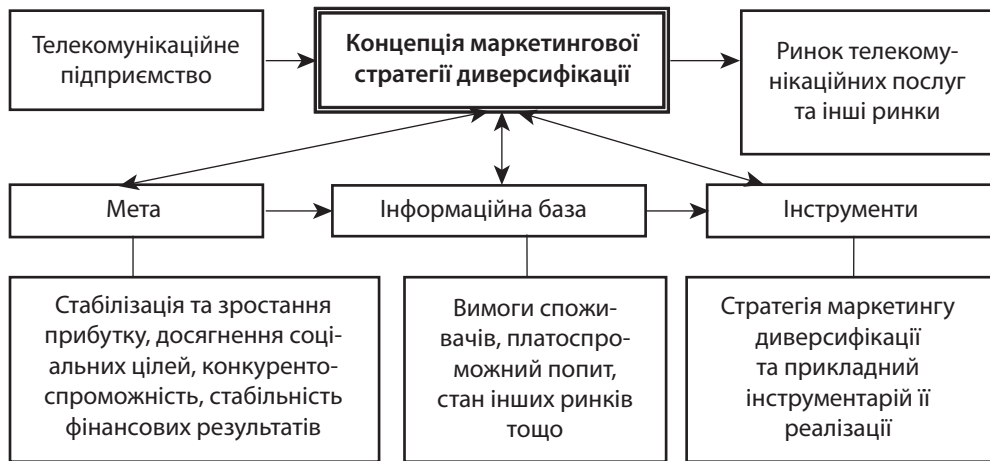 Телекомунікаційне
підприємство
Концепція маркетингової
стратегії диверсифікації
Ринок телекому-
нікаційних послуг
та інші ринки
Мета
Інформаційна база
Інструменти
Стабілізація та зростання
прибутку, досягнення соці-
альних цілей, конкуренто-
спроможність, стабільність
фінансових результатів
Вимоги спожи-
вачів, платоспро-
можний попит,
стан інших ринків
тощо
Стратегія маркетингу
диверсифікації
та прикладний
інструментарій її
реалізації